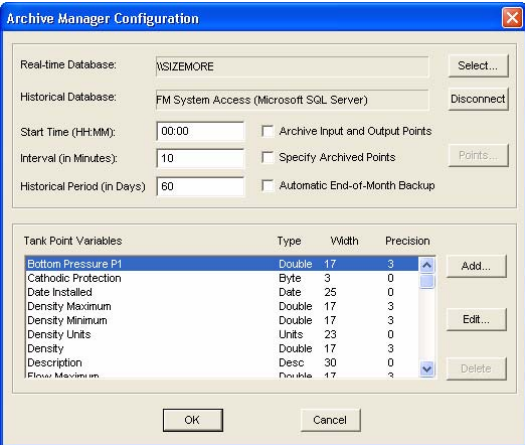 Archive Manager Configuration
Real-time Database: \\SIZEMORE Select...
Historical Database: FM System Access (Microsoft SQL Server) Disconnect
Start Time (HH:MM): 00:00 Archive Input and Output Points
Interval (in Minutes): 10 Specify Archived Points Points...
Historical Period (in Days) 60 Automatic End-of-Month Backup
Tank Point Variables Type Width Precision
Bottom Pressure P1 Double 17 3 Add...
Cathodic Protection Byte 3 0
Date Installed Date 25 0
Density Maximum Double 17 3
Density Minimum Double 17 3 Edit...
Density Units Units 23 0
Density Double 17 3
Description Desc 30 0 Delete
Flow Maximum Double 17 3
OK Cancel